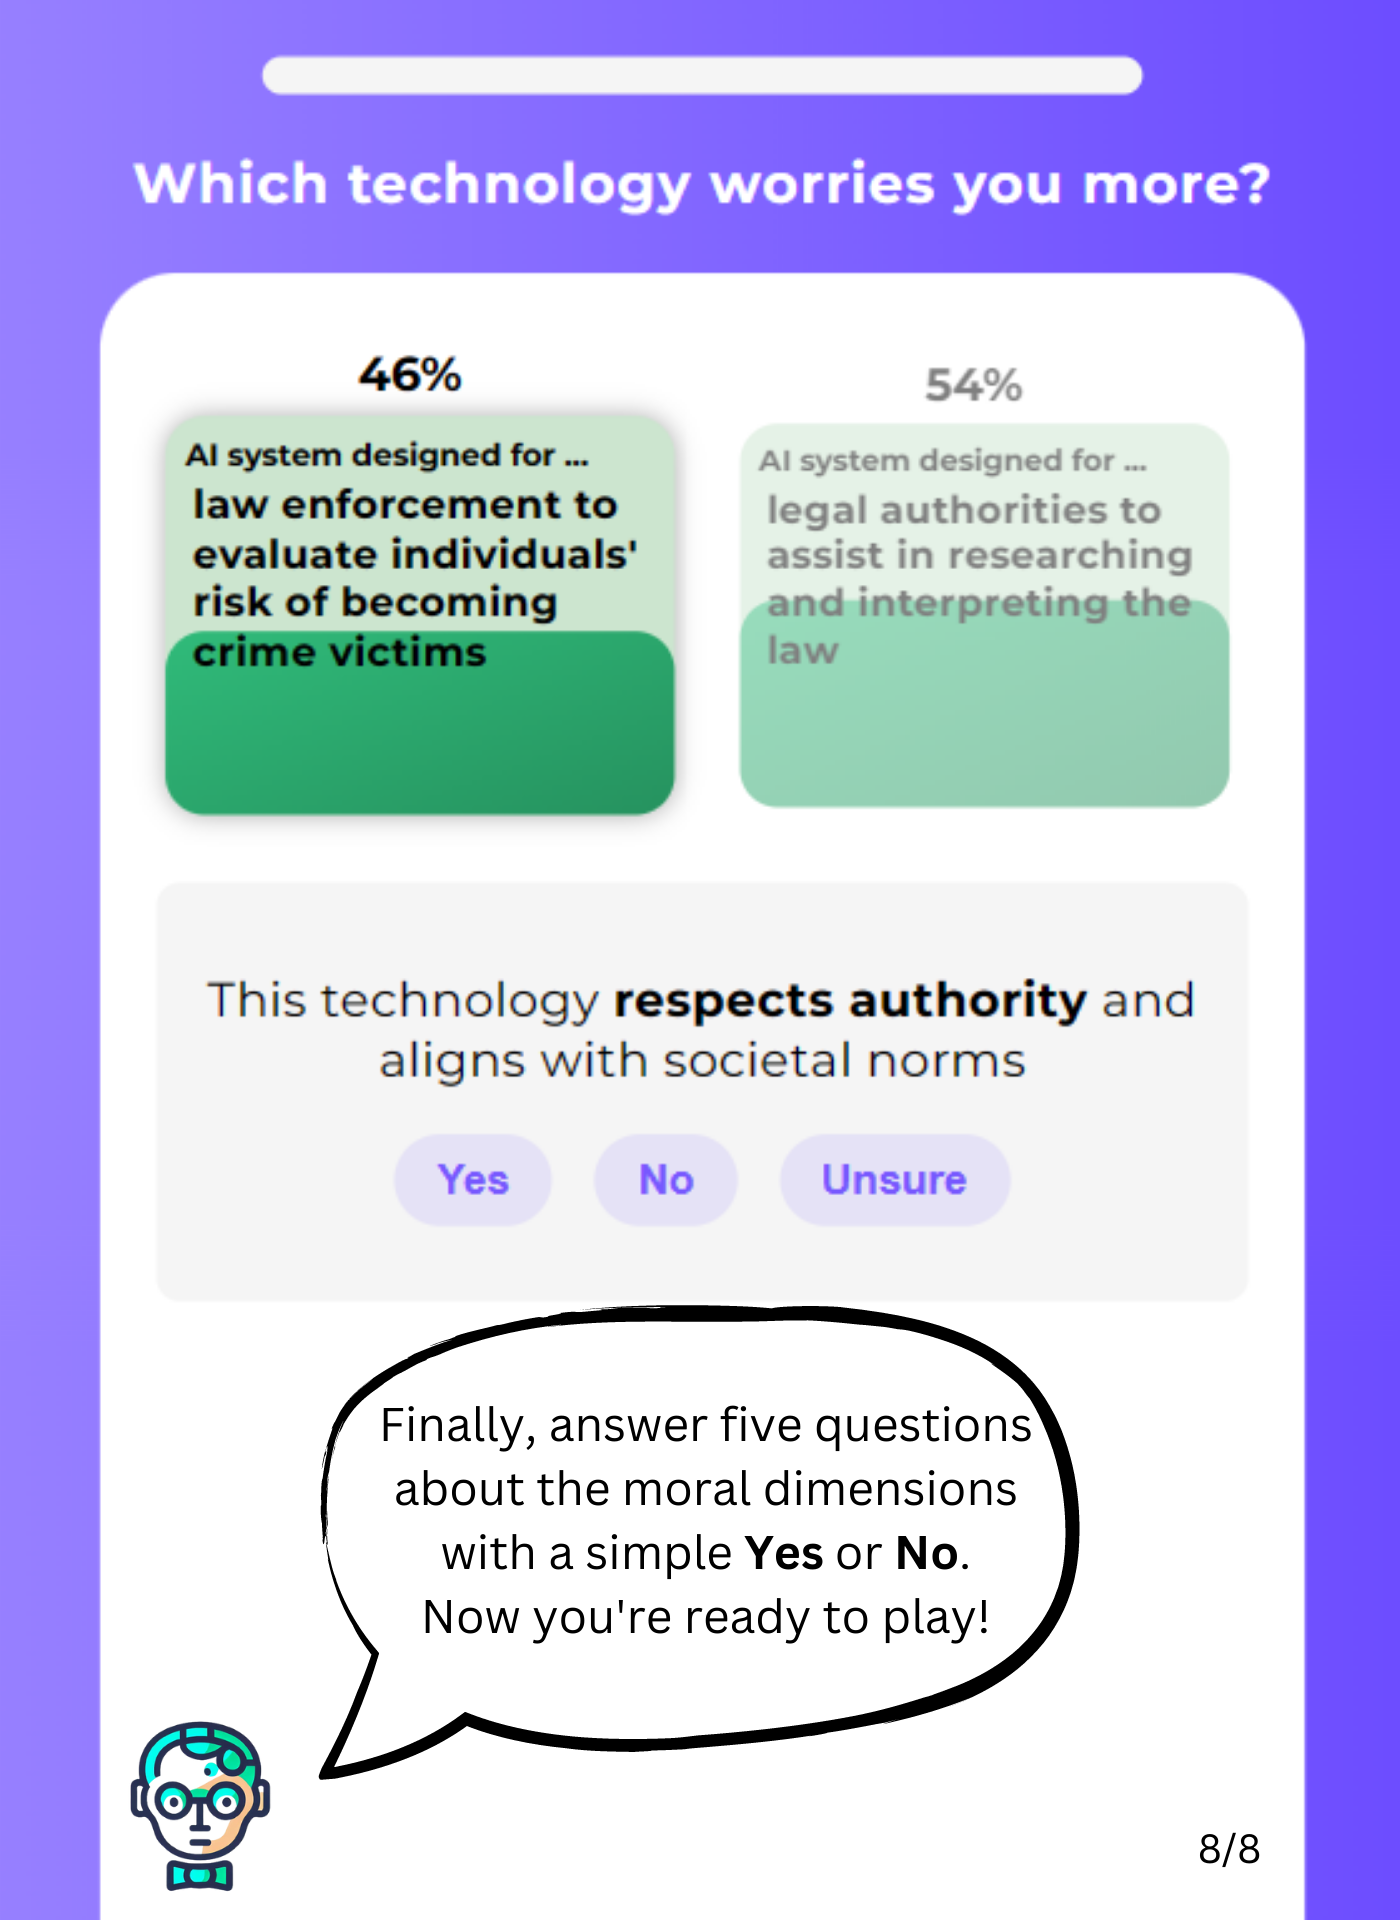 Which technology worries you more?
46%
AI system designed for ...
law enforcement to
evaluate individuals'
risk of becoming
crime victims
54%
AI system designed for ...
legal authorities to
assist in researching
and interpreting the
law
This technology respects authority and
aligns with societal norms
Yes
No
Unsure
Finally, answer five questions
about the moral dimensions
with a simple Yes or No.
Now you're ready to play!
8/8